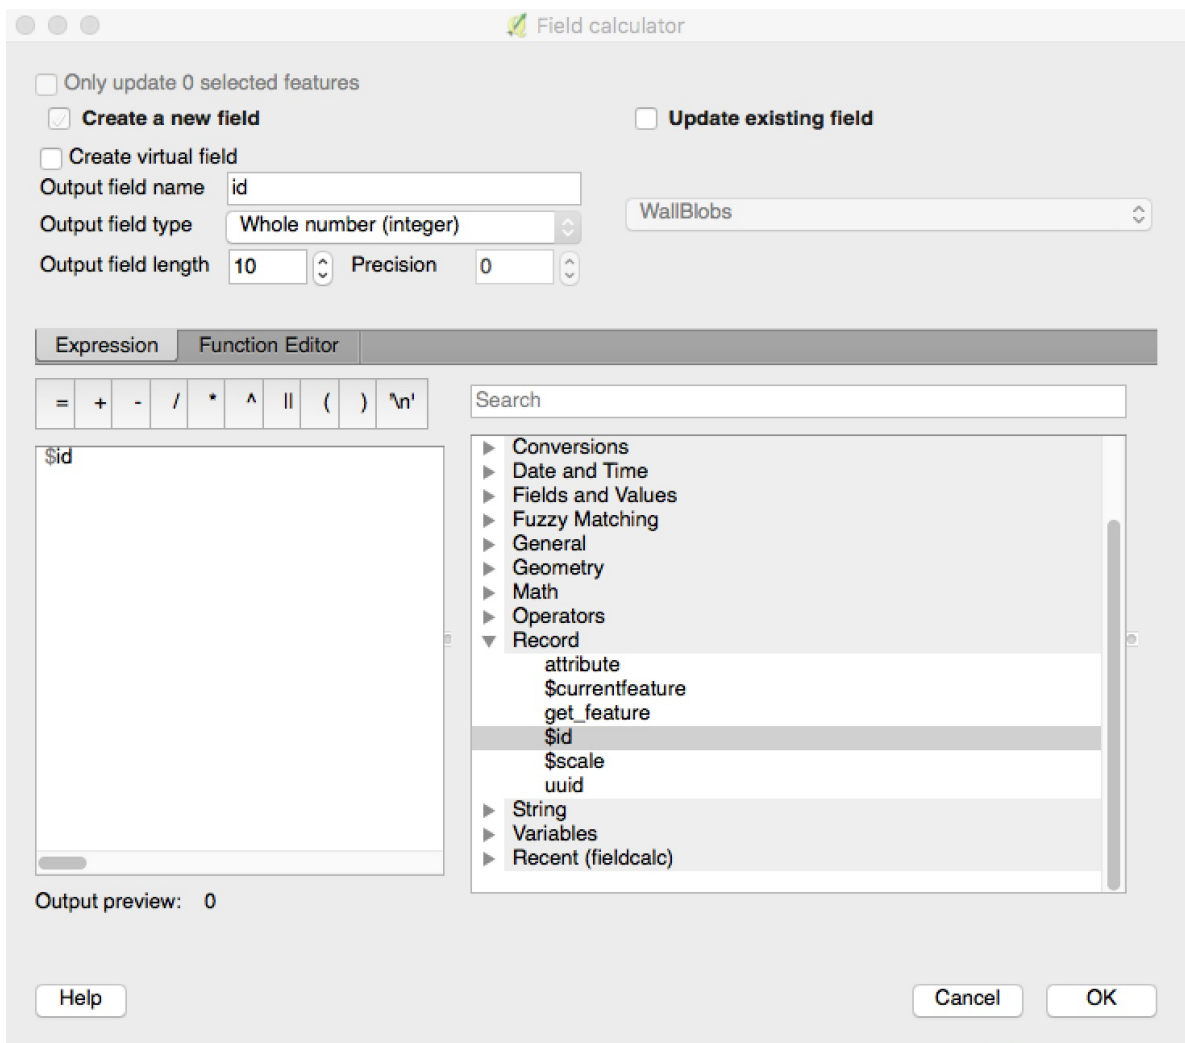 Field calculator
Only update 0 selected features
Create a new field
Update existing field
Create virtual field
Output field name id
WallBlobs
Output field type Whole number (integer)
Output field length 10 Precision 0
Expression Function Editor
= + - / * ^ || ( ) '\n'
Search
$id
Conversions
Date and Time
Fields and Values
Fuzzy Matching
General
Geometry
Math
Operators
Record
attribute
$currentfeature
get_feature
$id
$scale
uuid
String
Variables
Recent (fieldcalc)
Output preview: 0
Help Cancel OK